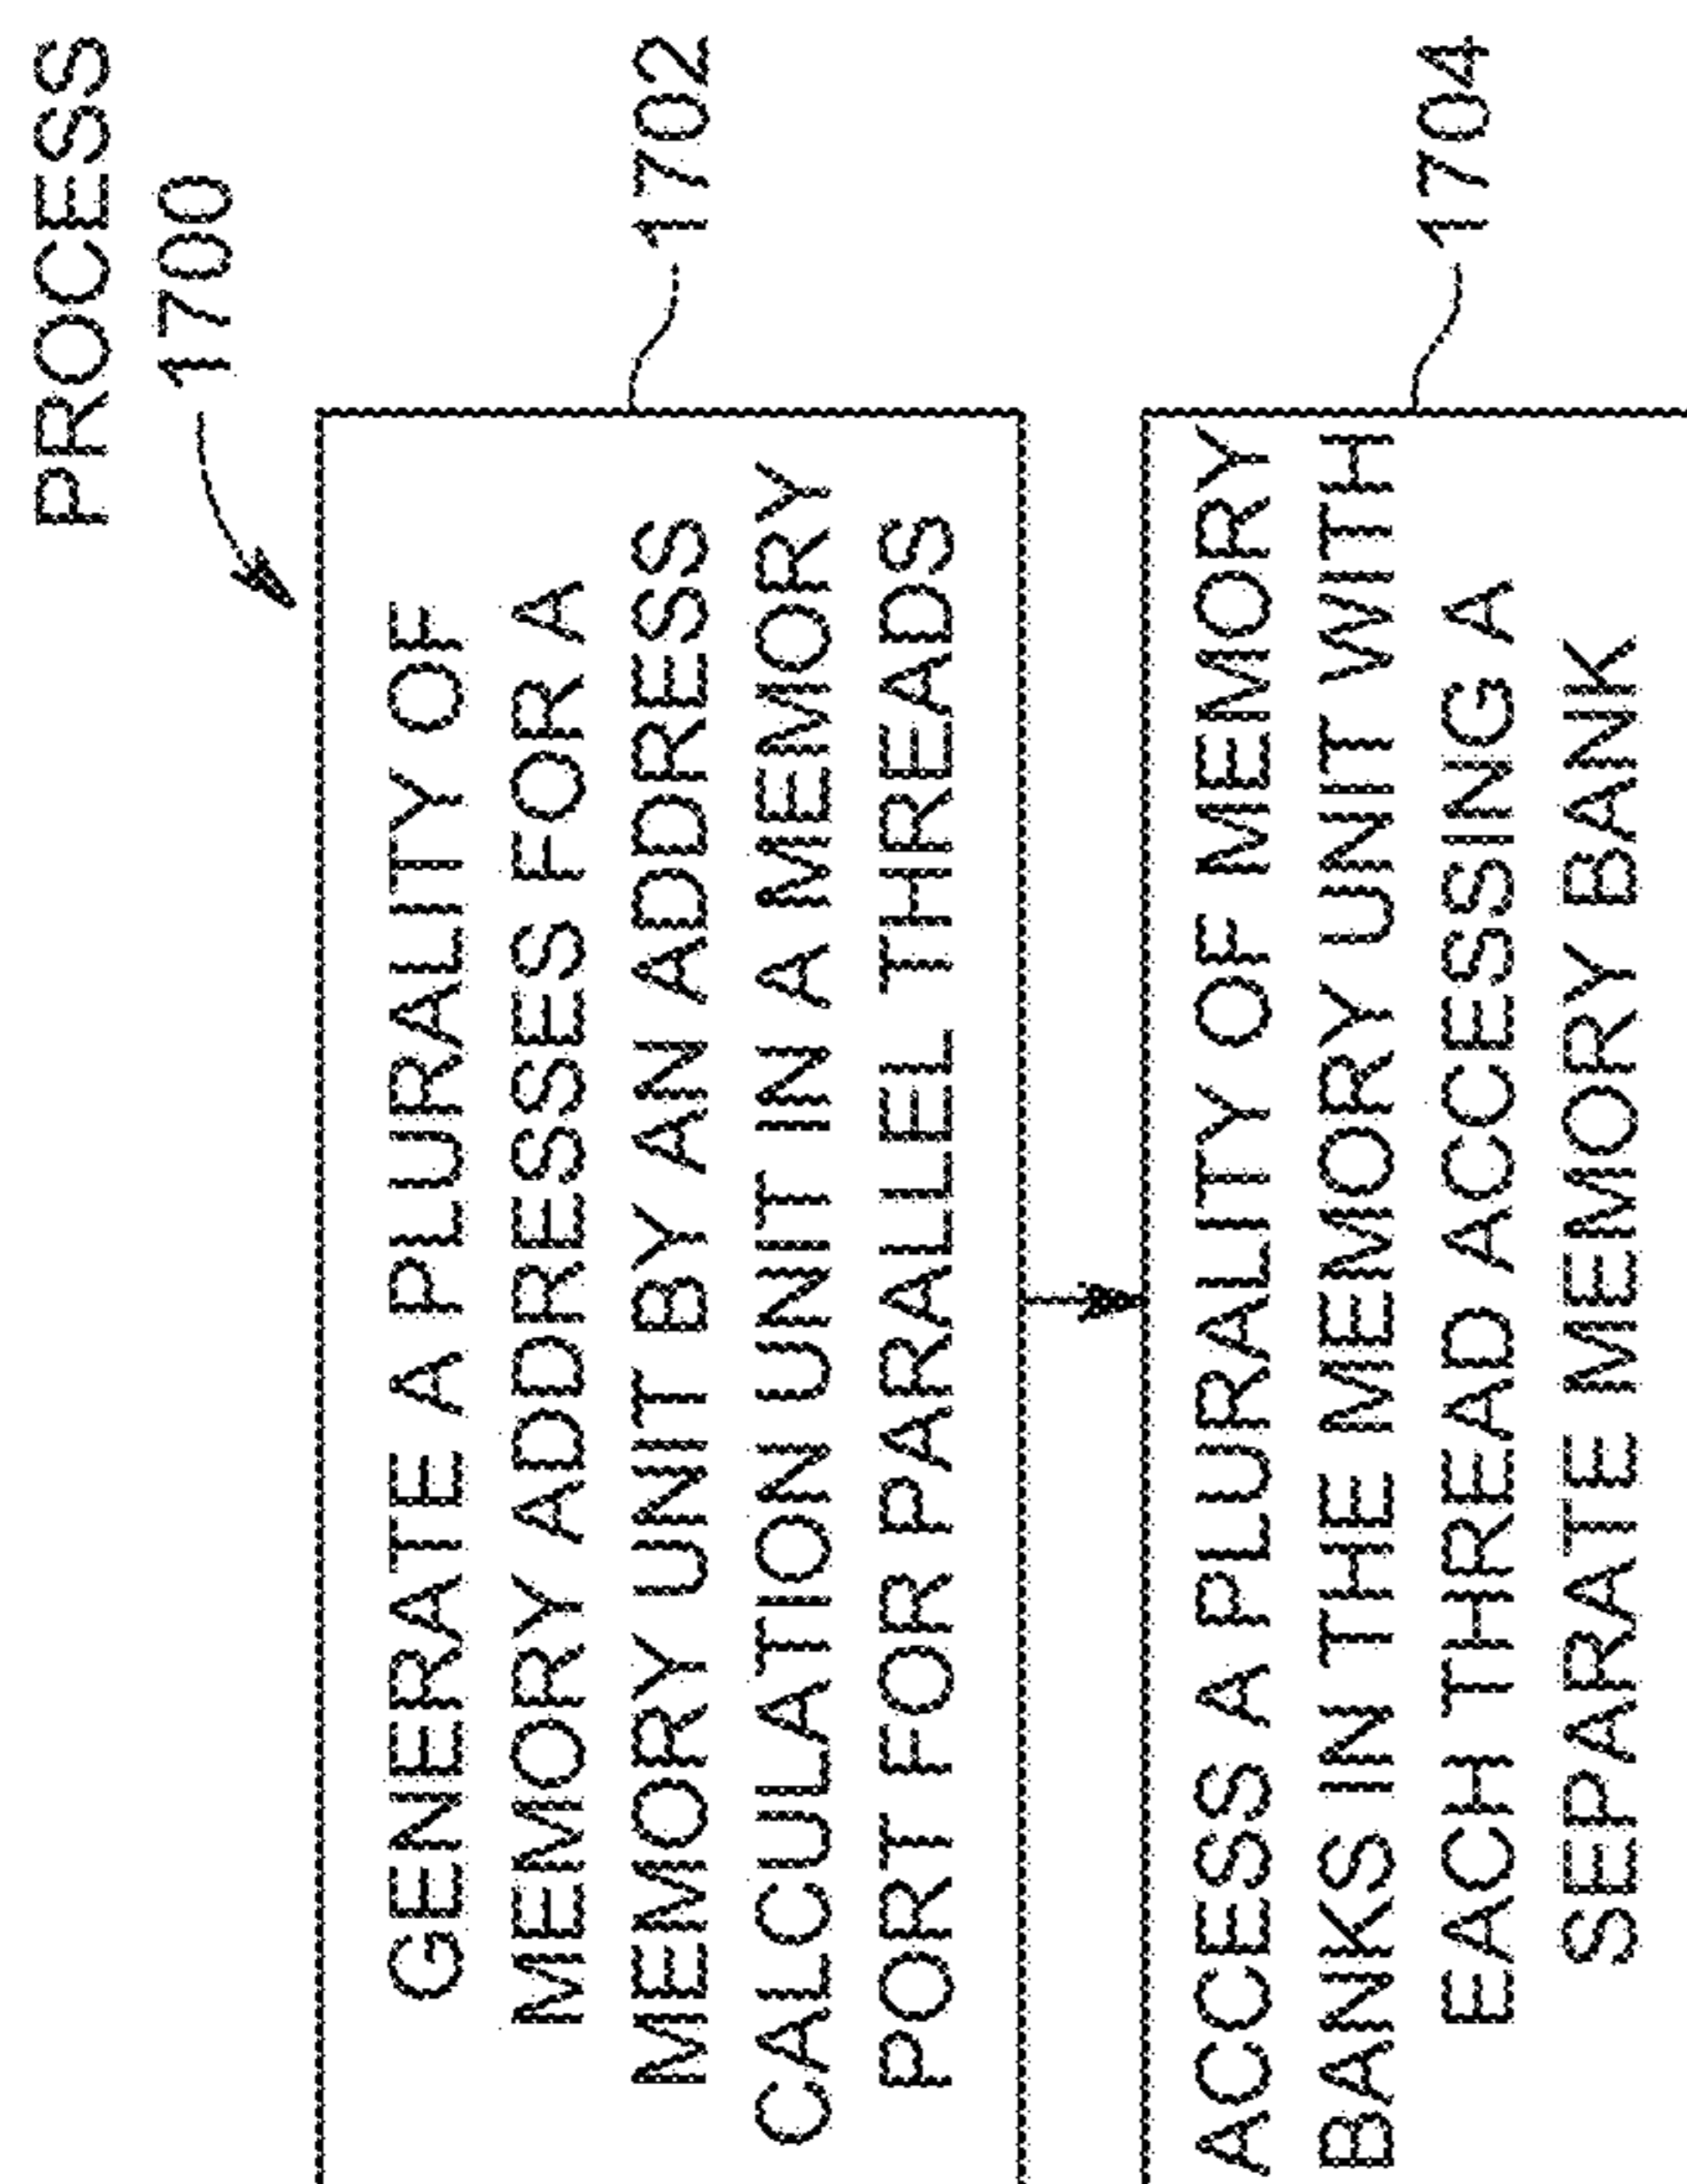 PROCESS
1700
GENERATE A PLURALITY OF
MEMORY ADDRESSES FOR A
MEMORY UNIT BY AN ADDRESS
CALCULATION UNIT IN A MEMORY
PORT FOR PARALLEL THREADS
1702
ACCESS A PLURALITY OF MEMORY
BANKS IN THE MEMORY UNIT WITH
EACH THREAD ACCESSING A
SEPARATE MEMORY BANK
1704